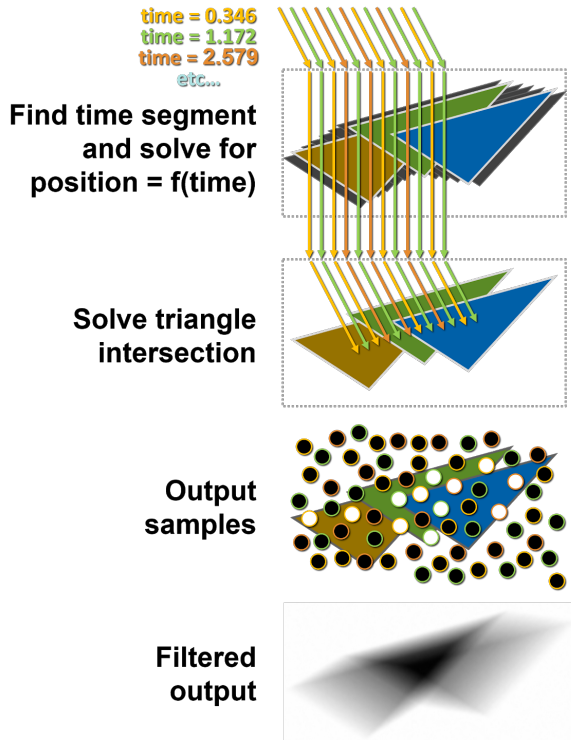 time = 0.346
time = 1.172
time = 2.579
etc...
Find time segment
and solve for
position = f(time)
Solve triangle
intersection
Output
samples
Filtered
output